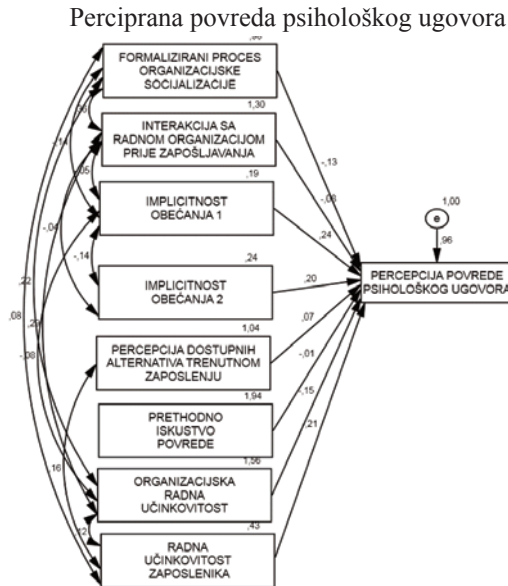 Perciprana povreda psihološkog ugovora
FORMALIZIRANI PROCES
ORGANIZACIJSKE
SOCIJALIZACIJE
1,30
INTERAKCIJA SA
RADNOM ORGANIZACIJOM
PRIJE ZAPOŠLJAVANJA
,19
IMPLICITNOST
OBEĆANJA 1
,24
IMPLICITNOST
OBEĆANJA 2
1,04
PERCEPCIJA DOSTUPNIH
ALTERNATIVA TRENUTNOM
ZAPOSLENJU
1,94
PRETHODNO
ISKUSTVO
POVREDE
1,56
ORGANIZACIJSKA
RADNA
UČINKOVITOST
,43
RADNA
UČINKOVITOST
ZAPOSLENIKA
-,14
-,04
-,14
,22
,08
-,08
,16
-,13
-,08
,24
,20
,07
-,01
-,15
-,21
1,00
e
,96
PERCEPCIJA POVREDE
PSIHOLOŠKOG UGOVORA